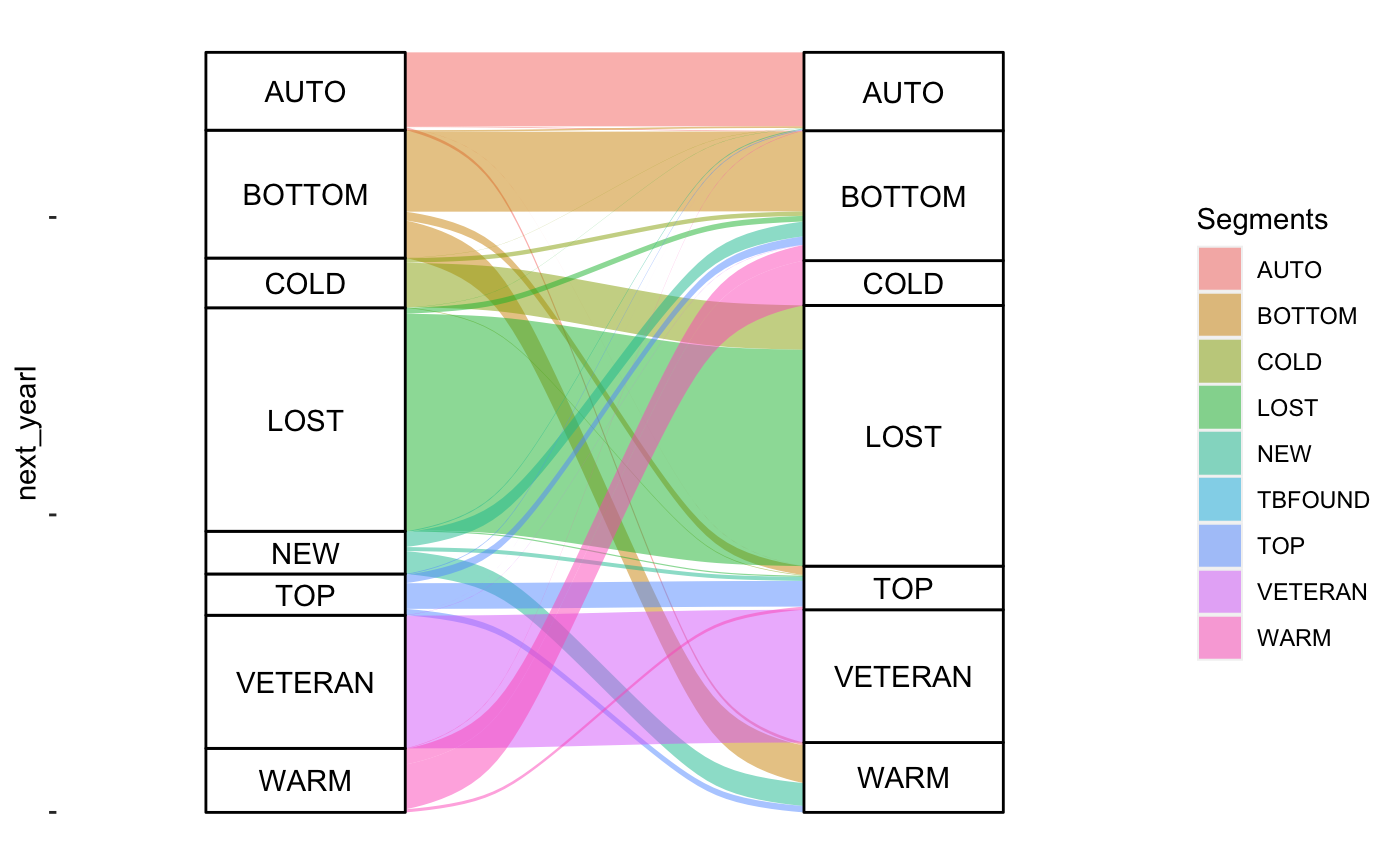 next_yearl
AUTO
BOTTOM
COLD
LOST
NEW
TOP
VETERAN
WARM
AUTO
BOTTOM
COLD
LOST
TOP
VETERAN
WARM
Segments
AUTO
BOTTOM
COLD
LOST
NEW
TBFOUND
TOP
VETERAN
WARM